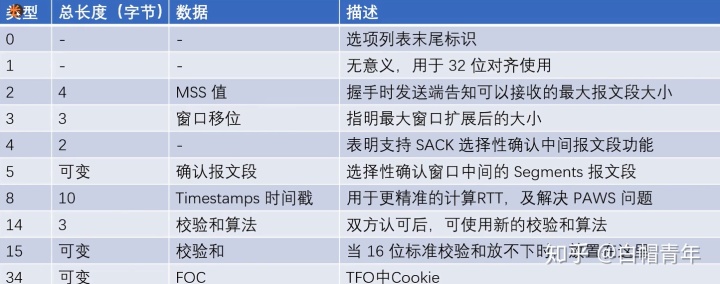 类型 总长度（字节） 数据 描述
0 - - 选项列表末尾标识
1 - - 无意义，用于 32 位对齐使用
2 4 MSS 值 握手时发送端告知可以接收的最大报文段大小
3 3 窗口移位 指明最大窗口扩展后的大小
4 2 - 表明支持 SACK 选择性确认中间报文段功能
5 可变 确认报文段 选择性确认窗口中间的 Segments 报文段
8 10 Timestamps 时间戳 用于更精准的计算RTT，及解决 PAWS 问题
14 3 校验和算法 双方认可后，可使用新的校验和算法
15 可变 校验和 当 16 位标准校验和放不下时，放置在这里
34 可变 FOC TFO中Cookie
知乎 @白帽青年